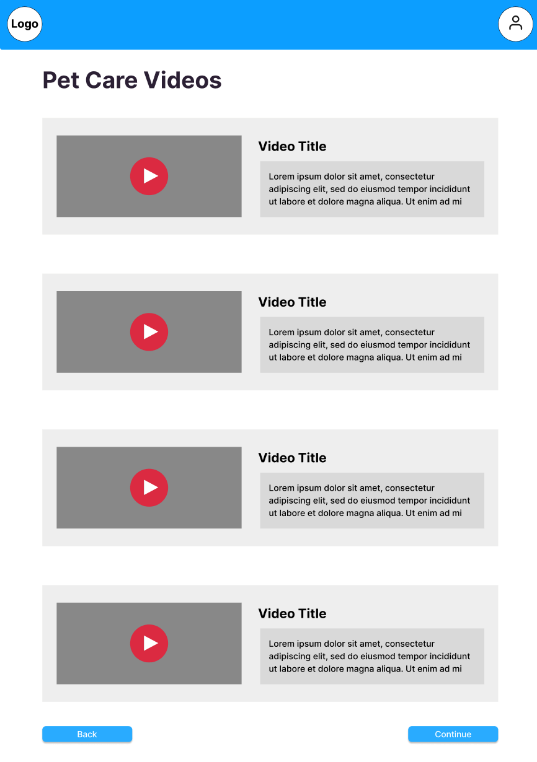 Logo
Pet Care Videos
Video Title
Lorem ipsum dolor sit amet, consectetur
adipiscing elit, sed do eiusmod tempor incididunt
ut labore et dolore magna aliqua. Ut enim ad mi
Video Title
Lorem ipsum dolor sit amet, consectetur
adipiscing elit, sed do eiusmod tempor incididunt
ut labore et dolore magna aliqua. Ut enim ad mi
Video Title
Lorem ipsum dolor sit amet, consectetur
adipiscing elit, sed do eiusmod tempor incididunt
ut labore et dolore magna aliqua. Ut enim ad mi
Video Title
Lorem ipsum dolor sit amet, consectetur
adipiscing elit, sed do eiusmod tempor incididunt
ut labore et dolore magna aliqua. Ut enim ad mi
Back
Continue